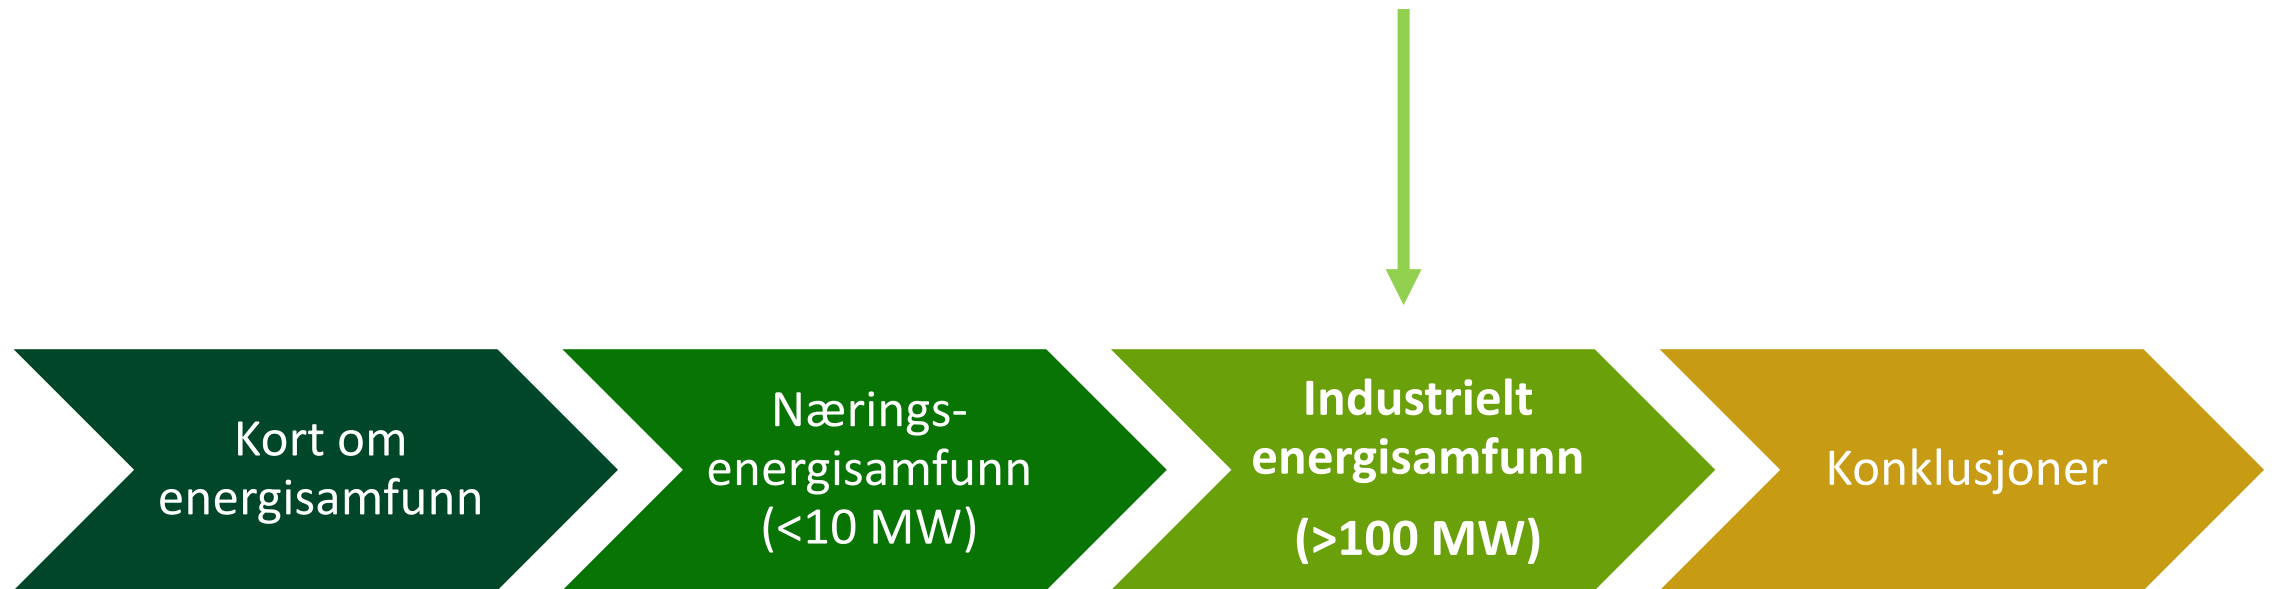 Kort om
energisamfunn
Nærings-
energisamfunn
(<10 MW)
Industrielt
energisamfunn
(>100 MW)
Konklusjoner